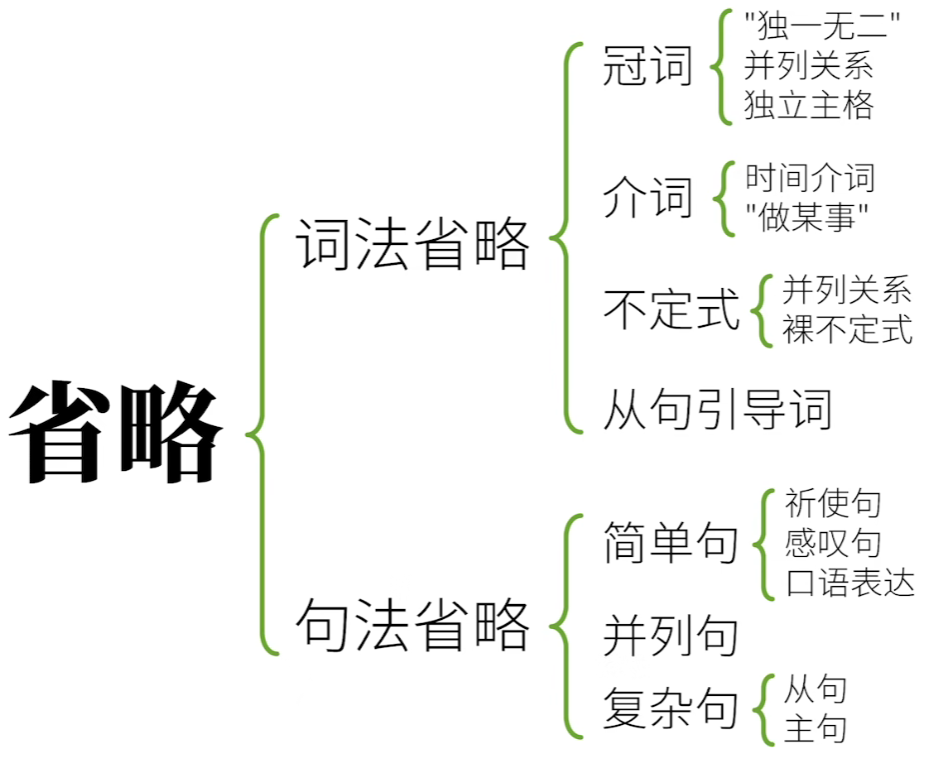 省略
词法省略
冠词
"独一无二"
并列关系
独立主格
介词
时间介词
"做某事"
不定式
并列关系
裸不定式
从句引导词
句法省略
简单句
祈使句
感叹句
口语表达
并列句
复杂句
从句
主句